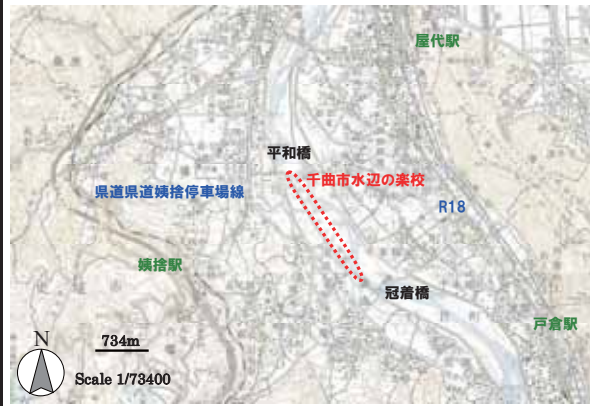 屋代駅
平和橋
千曲市水辺の楽校
県道県道姨捨停車場線
R18
姨捨駅
冠着橋
戸倉駅
N
734m
Scale 1/73400